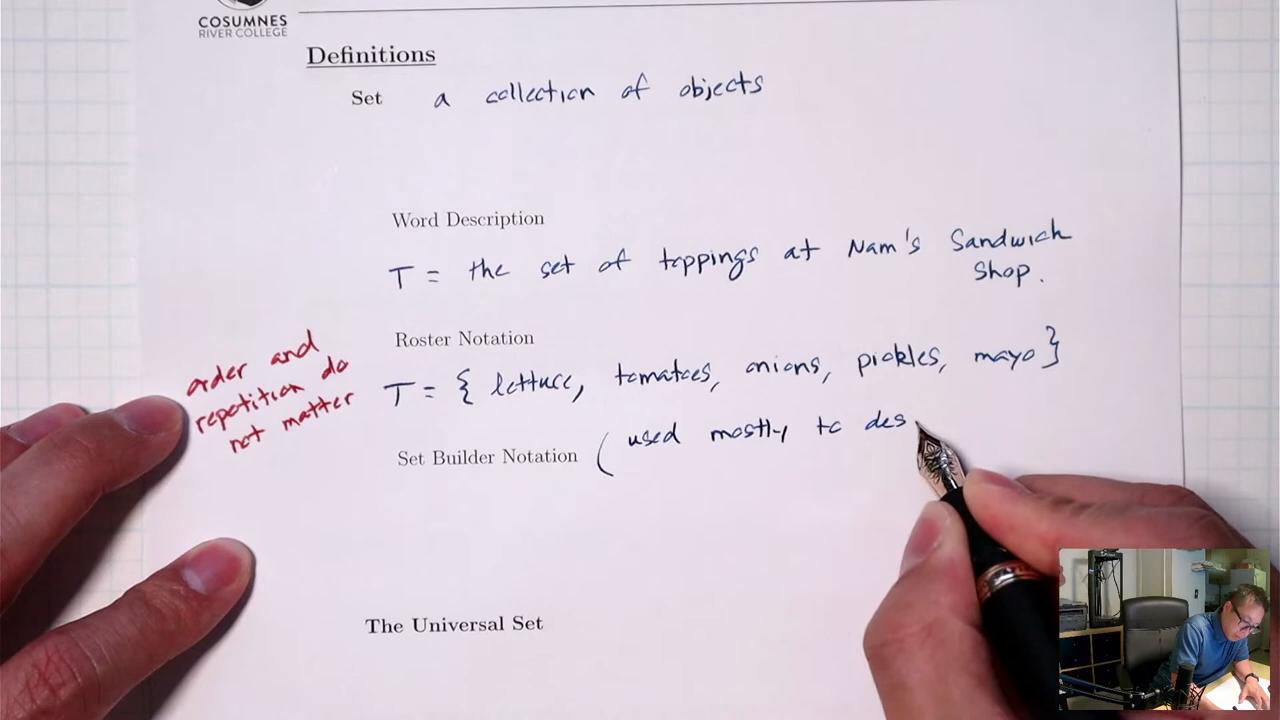 COSUMNES
RIVER COLLEGE
Definitions
Set a collection of objects
Word Description
T = the set of toppings at Nam's Sandwich
Shop.
Roster Notation
T = { lettuce, tomatoes, onions, pickles, mayo }
order and
repetition do
not matter
Set Builder Notation ( used mostly to des
The Universal Set